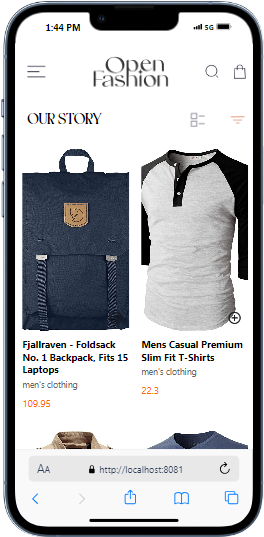 1:44 PM
5G
Open
Fashion
OUR STORY
Fjallraven - Foldsack
No. 1 Backpack, Fits 15
Laptops
men's clothing
109.95
Mens Casual Premium
Slim Fit T-Shirts
men's clothing
22.3
AA
http://localhost:8081